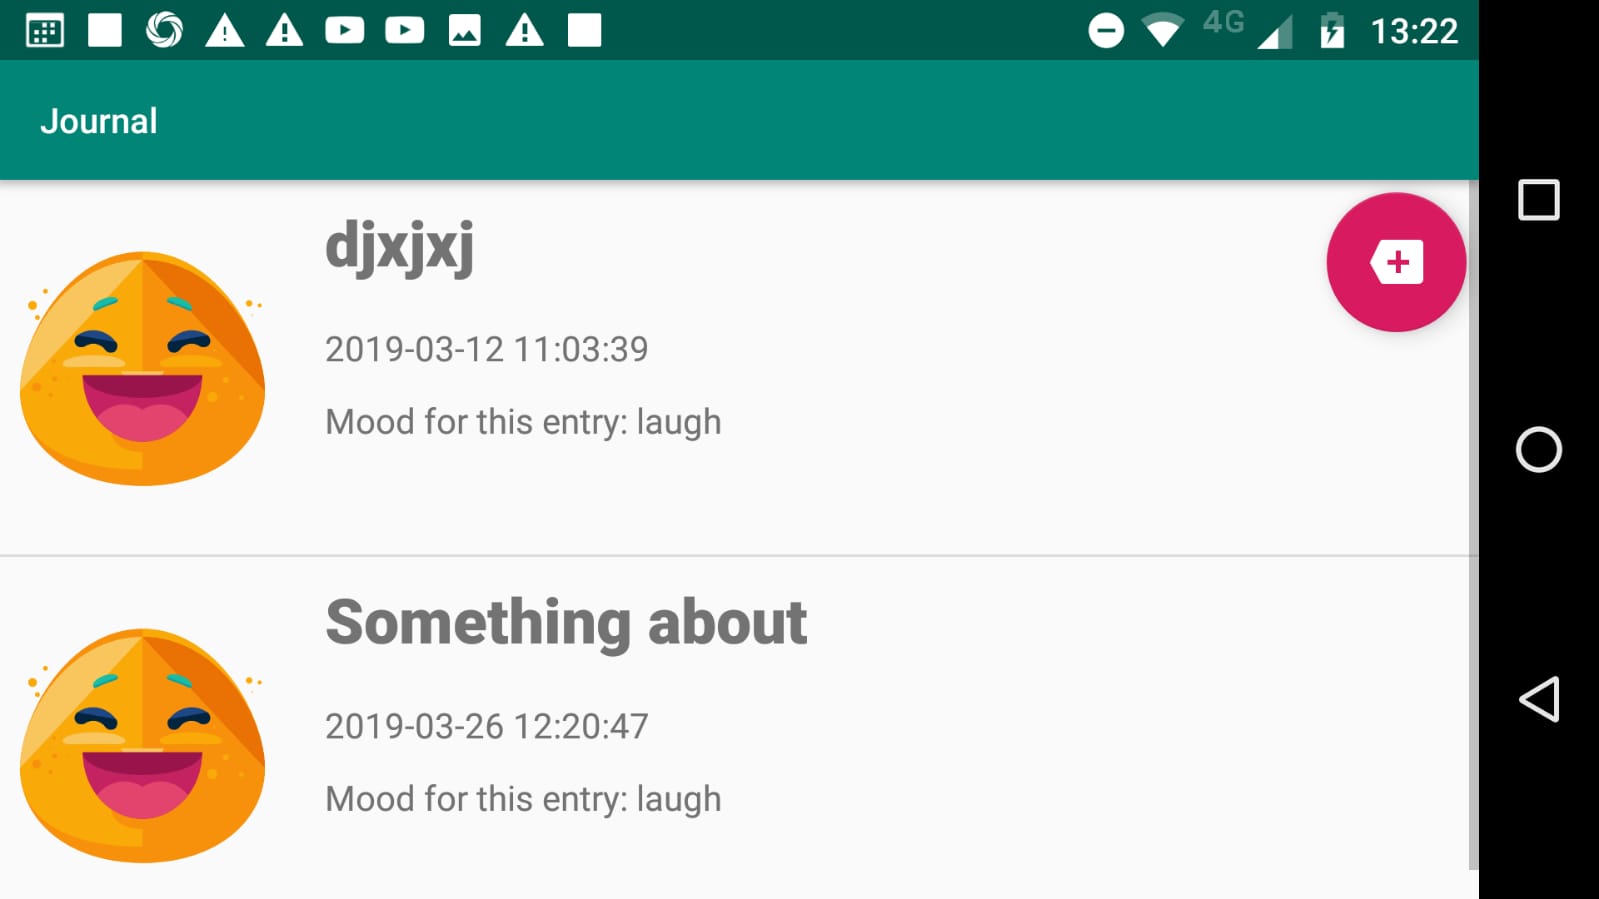 4G 13:22
Journal
djxjxj
2019-03-12 11:03:39
Mood for this entry: laugh
Something about
2019-03-26 12:20:47
Mood for this entry: laugh